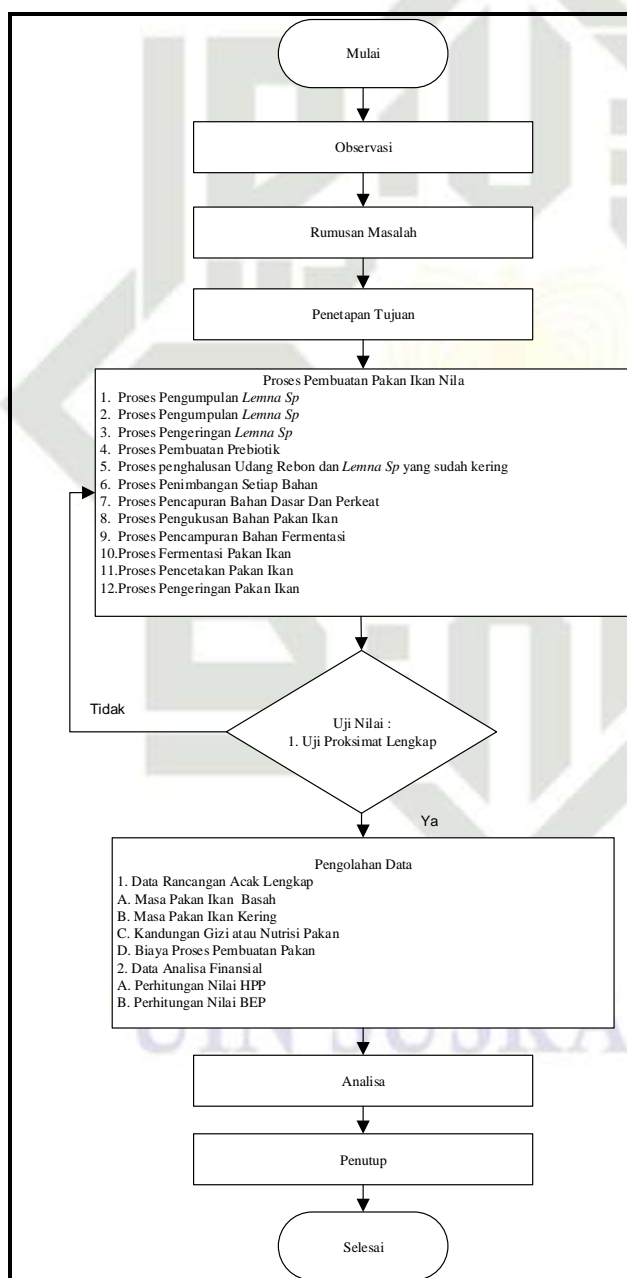 Mulai
Observasi
Rumusan Masalah
Penetapan Tujuan
Proses Pembuatan Pakan Ikan Nila
1. Proses Pengumpulan Lemna Sp
2. Proses Pengumpulan Lemna Sp
3. Proses Pengeringan Lemna Sp
4. Proses Pembuatan Prebiotik
5. Proses penghalusan Udang Rebon dan Lemna Sp yang sudah kering
6. Proses Penimbangan Setiap Bahan
7. Proses Pencapuran Bahan Dasar Dan Perkeat
8. Proses Pengukusan Bahan Pakan Ikan
9. Proses Pencampuran Bahan Fermentasi
10.Proses Fermentasi Pakan Ikan
11.Proses Pencetakan Pakan Ikan
12.Proses Pengeringan Pakan Ikan
Tidak
Uji Nilai :
1. Uji Proksimat Lengkap
Ya
Pengolahan Data
1. Data Rancangan Acak Lengkap
A. Masa Pakan Ikan Basah
B. Masa Pakan Ikan Kering
C. Kandungan Gizi atau Nutrisi Pakan
D. Biaya Proses Pembuatan Pakan
2. Data Analisa Finansial
A. Perhitungan Nilai HPP
B. Perhitungan Nilai BEP
UIN SUSKA
Analisa
Penutup
Selesai